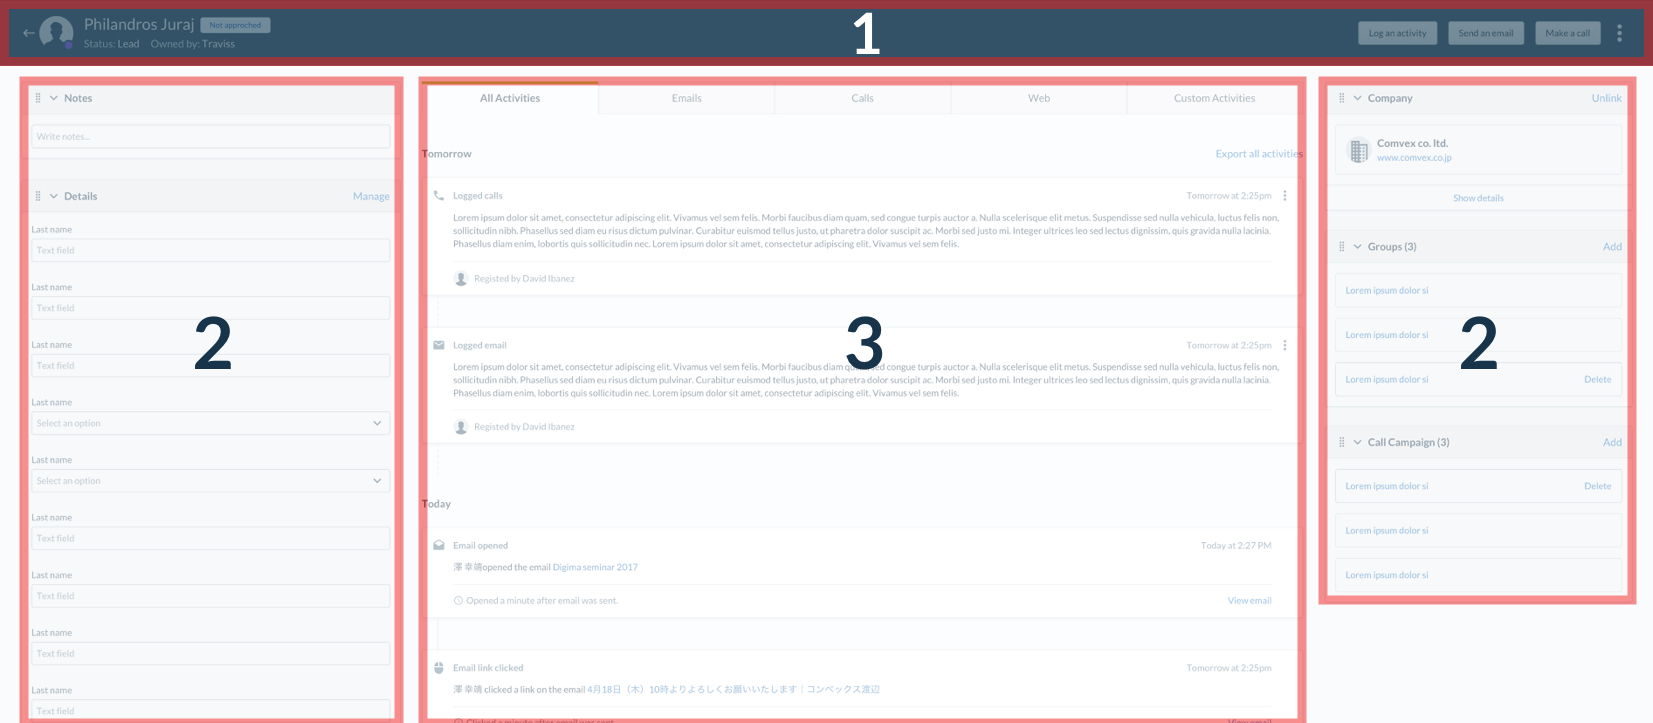 Philandros Juraj Not approched
Status: Lead Owned by: Traviss
1
Log an activity Send an email Make a call
Notes
Write notes...
Details Manage
Last name
Text field
Last name
Text field
Last name
Text field
Last name
Select an option
Last name
Select an option
Last name
Text field
Last name
Text field
Last name
Text field
Last name
Text field
2
All Activities Emails Calls Web Custom Activities
Tomorrow Export all activities
Logged calls Tomorrow at 2:25pm
Lorem ipsum dolor sit amet, consectetur adipiscing elit. Vivamus vel sem felis. Morbi faucibus diam quam, sed congue turpis auctor a. Nulla scelerisque elit metus. Suspendisse sed nulla vehicula, luctus felis non,
sollicitudin nibh. Phasellus sed diam eu risus dictum pulvinar. Curabitur euismod tellus justo, ut pharetra dolor suscipit ac. Morbi sed justo mi. Integer ultrices leo sed lectus dignissim, quis gravida nulla lacinia.
Phasellus diam enim, lobortis quis sollicitudin nec. Lorem ipsum dolor sit amet, consectetur adipiscing elit. Vivamus vel sem felis.
Registed by David Ibanez
3
Logged email Tomorrow at 2:25pm
Lorem ipsum dolor sit amet, consectetur adipiscing elit. Vivamus vel sem felis. Morbi faucibus diam quam, sed congue turpis auctor a. Nulla scelerisque elit metus. Suspendisse sed nulla vehicula, luctus felis non,
sollicitudin nibh. Phasellus sed diam eu risus dictum pulvinar. Curabitur euismod tellus justo, ut pharetra dolor suscipit ac. Morbi sed justo mi. Integer ultrices leo sed lectus dignissim, quis gravida nulla lacinia.
Phasellus diam enim, lobortis quis sollicitudin nec. Lorem ipsum dolor sit amet, consectetur adipiscing elit. Vivamus vel sem felis.
Registed by David Ibanez
Today
Email opened Today at 2:27 PM
澤 幸靖opened the email Digima seminar 2017
Opened a minute after email was sent. View email
Email link clicked Tomorrow at 2:25pm
澤 幸靖 clicked a link on the email 4月18日（木）10時よりよろしくお願いいたします｜コンベックス渡辺
Clicked a minute after email was sent View email
Company Unlink
Comvex co. ltd.
www.comvex.co.jp
Show details
Groups (3) Add
Lorem ipsum dolor si
Lorem ipsum dolor si
Lorem ipsum dolor si Delete
2
Call Campaign (3) Add
Lorem ipsum dolor si Delete
Lorem ipsum dolor si
Lorem ipsum dolor si